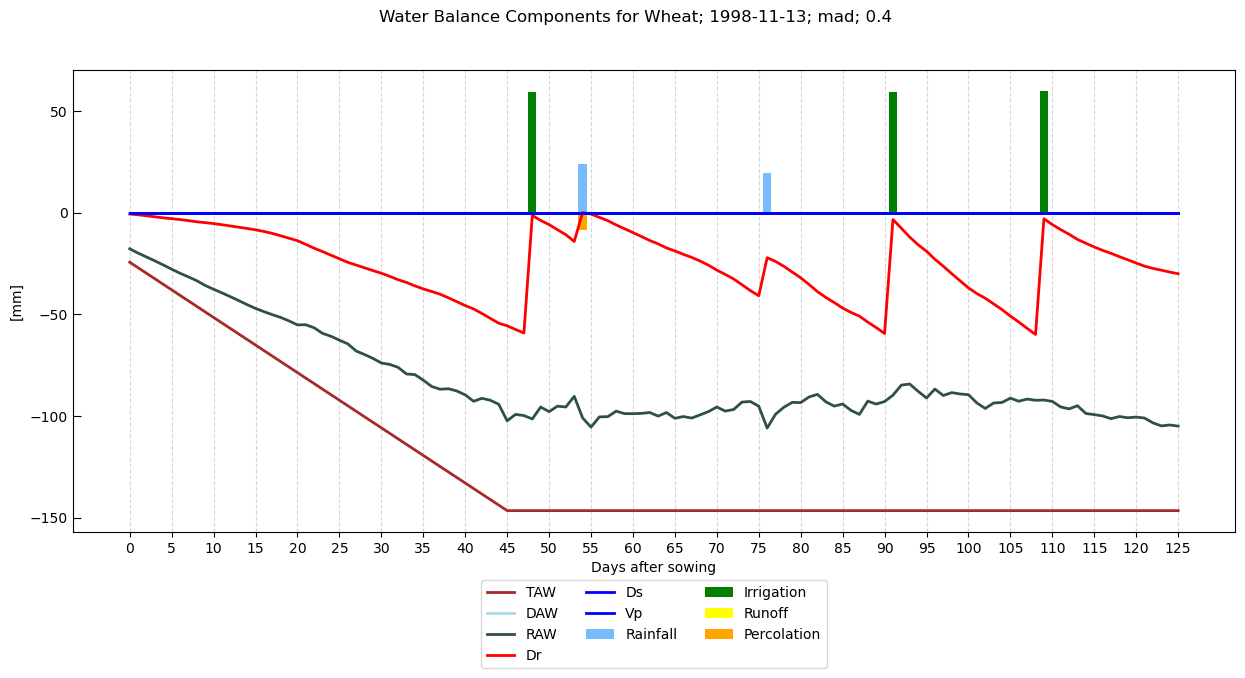 Water Balance Components for Wheat; 1998-11-13; mad; 0.4
[mm]
50
0
−50
−100
−150
0 5 10 15 20 25 30 35 40 45 50 55 60 65 70 75 80 85 90 95 100 105 110 115 120 125
Days after sowing
TAW
DAW
RAW
Dr
Ds
Vp
Rainfall
Irrigation
Runoff
Percolation